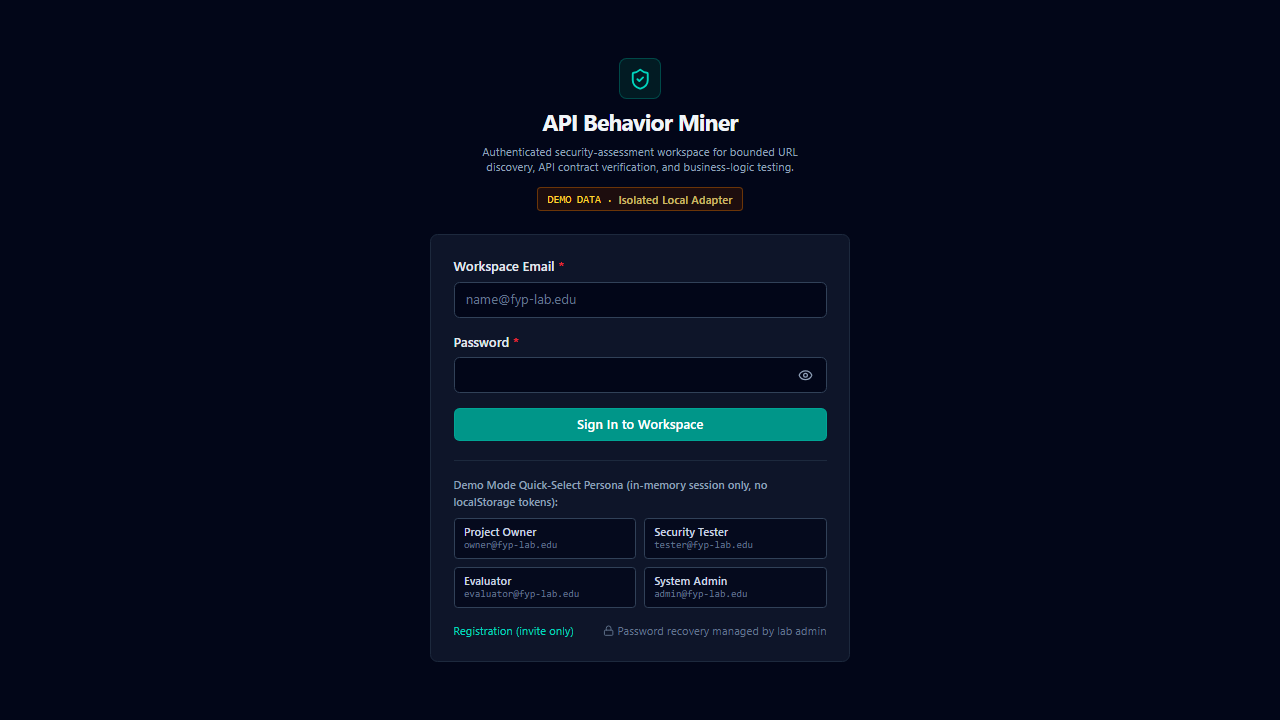 API Behavior Miner
Authenticated security-assessment workspace for bounded URL
discovery, API contract verification, and business-logic testing.
DEMO DATA · Isolated Local Adapter
Workspace Email *
name@fyp-lab.edu
Password *
Sign In to Workspace
Demo Mode Quick-Select Persona (in-memory session only, no
localStorage tokens):
Project Owner
owner@fyp-lab.edu
Security Tester
tester@fyp-lab.edu
Evaluator
evaluator@fyp-lab.edu
System Admin
admin@fyp-lab.edu
Registration (invite only)
Password recovery managed by lab admin